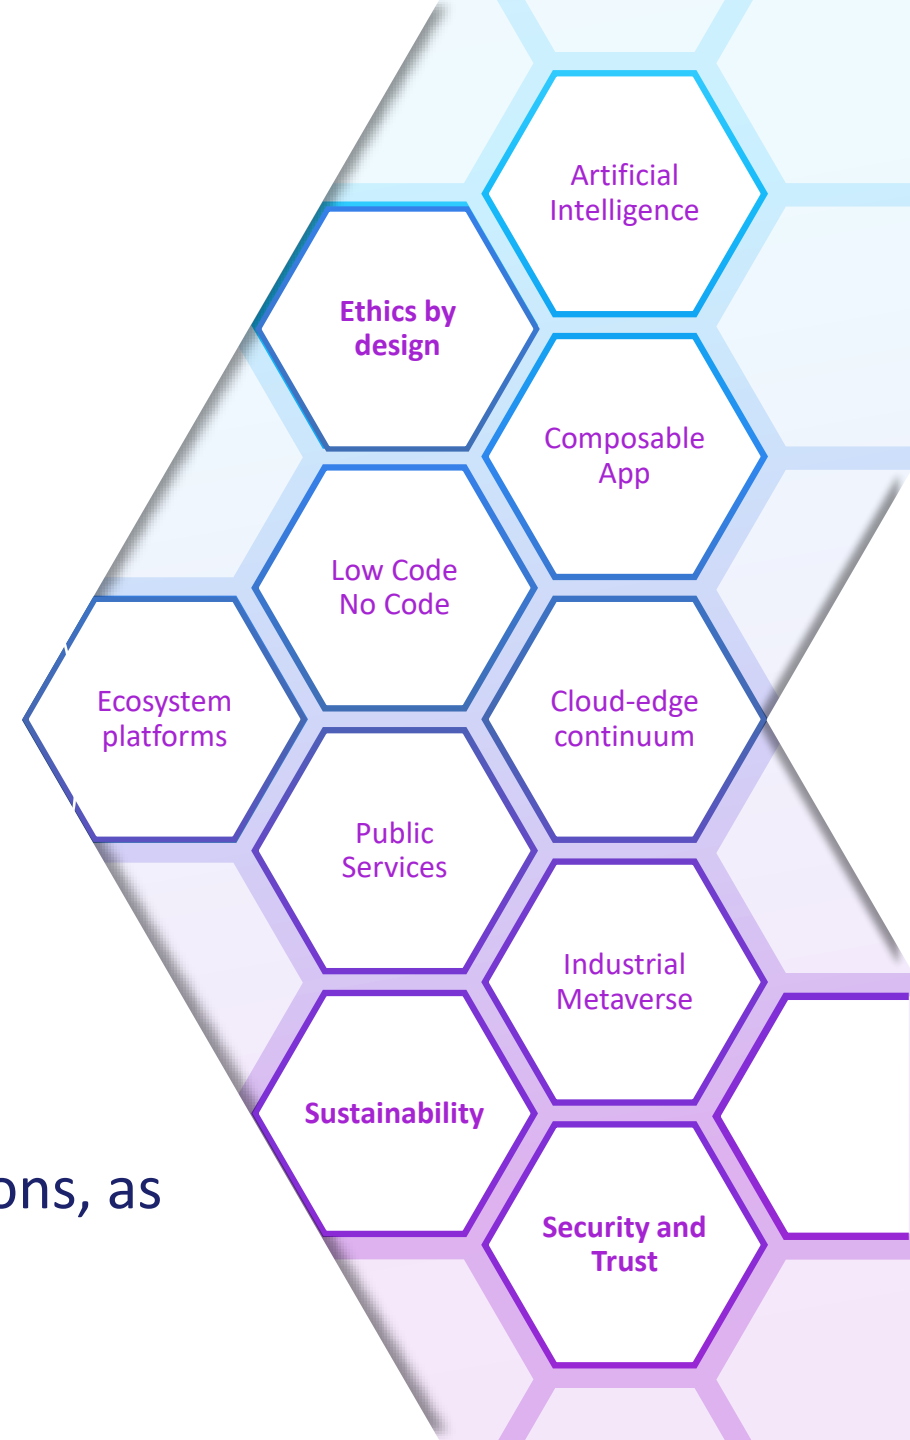 Artificial
Intelligence
Ethics by
design
Composable
App
Low Code
No Code
Ecosystem
platforms
Cloud-edge
continuum
Public
Services
Industrial
Metaverse
Sustainability
ons, as
Security and
Trust